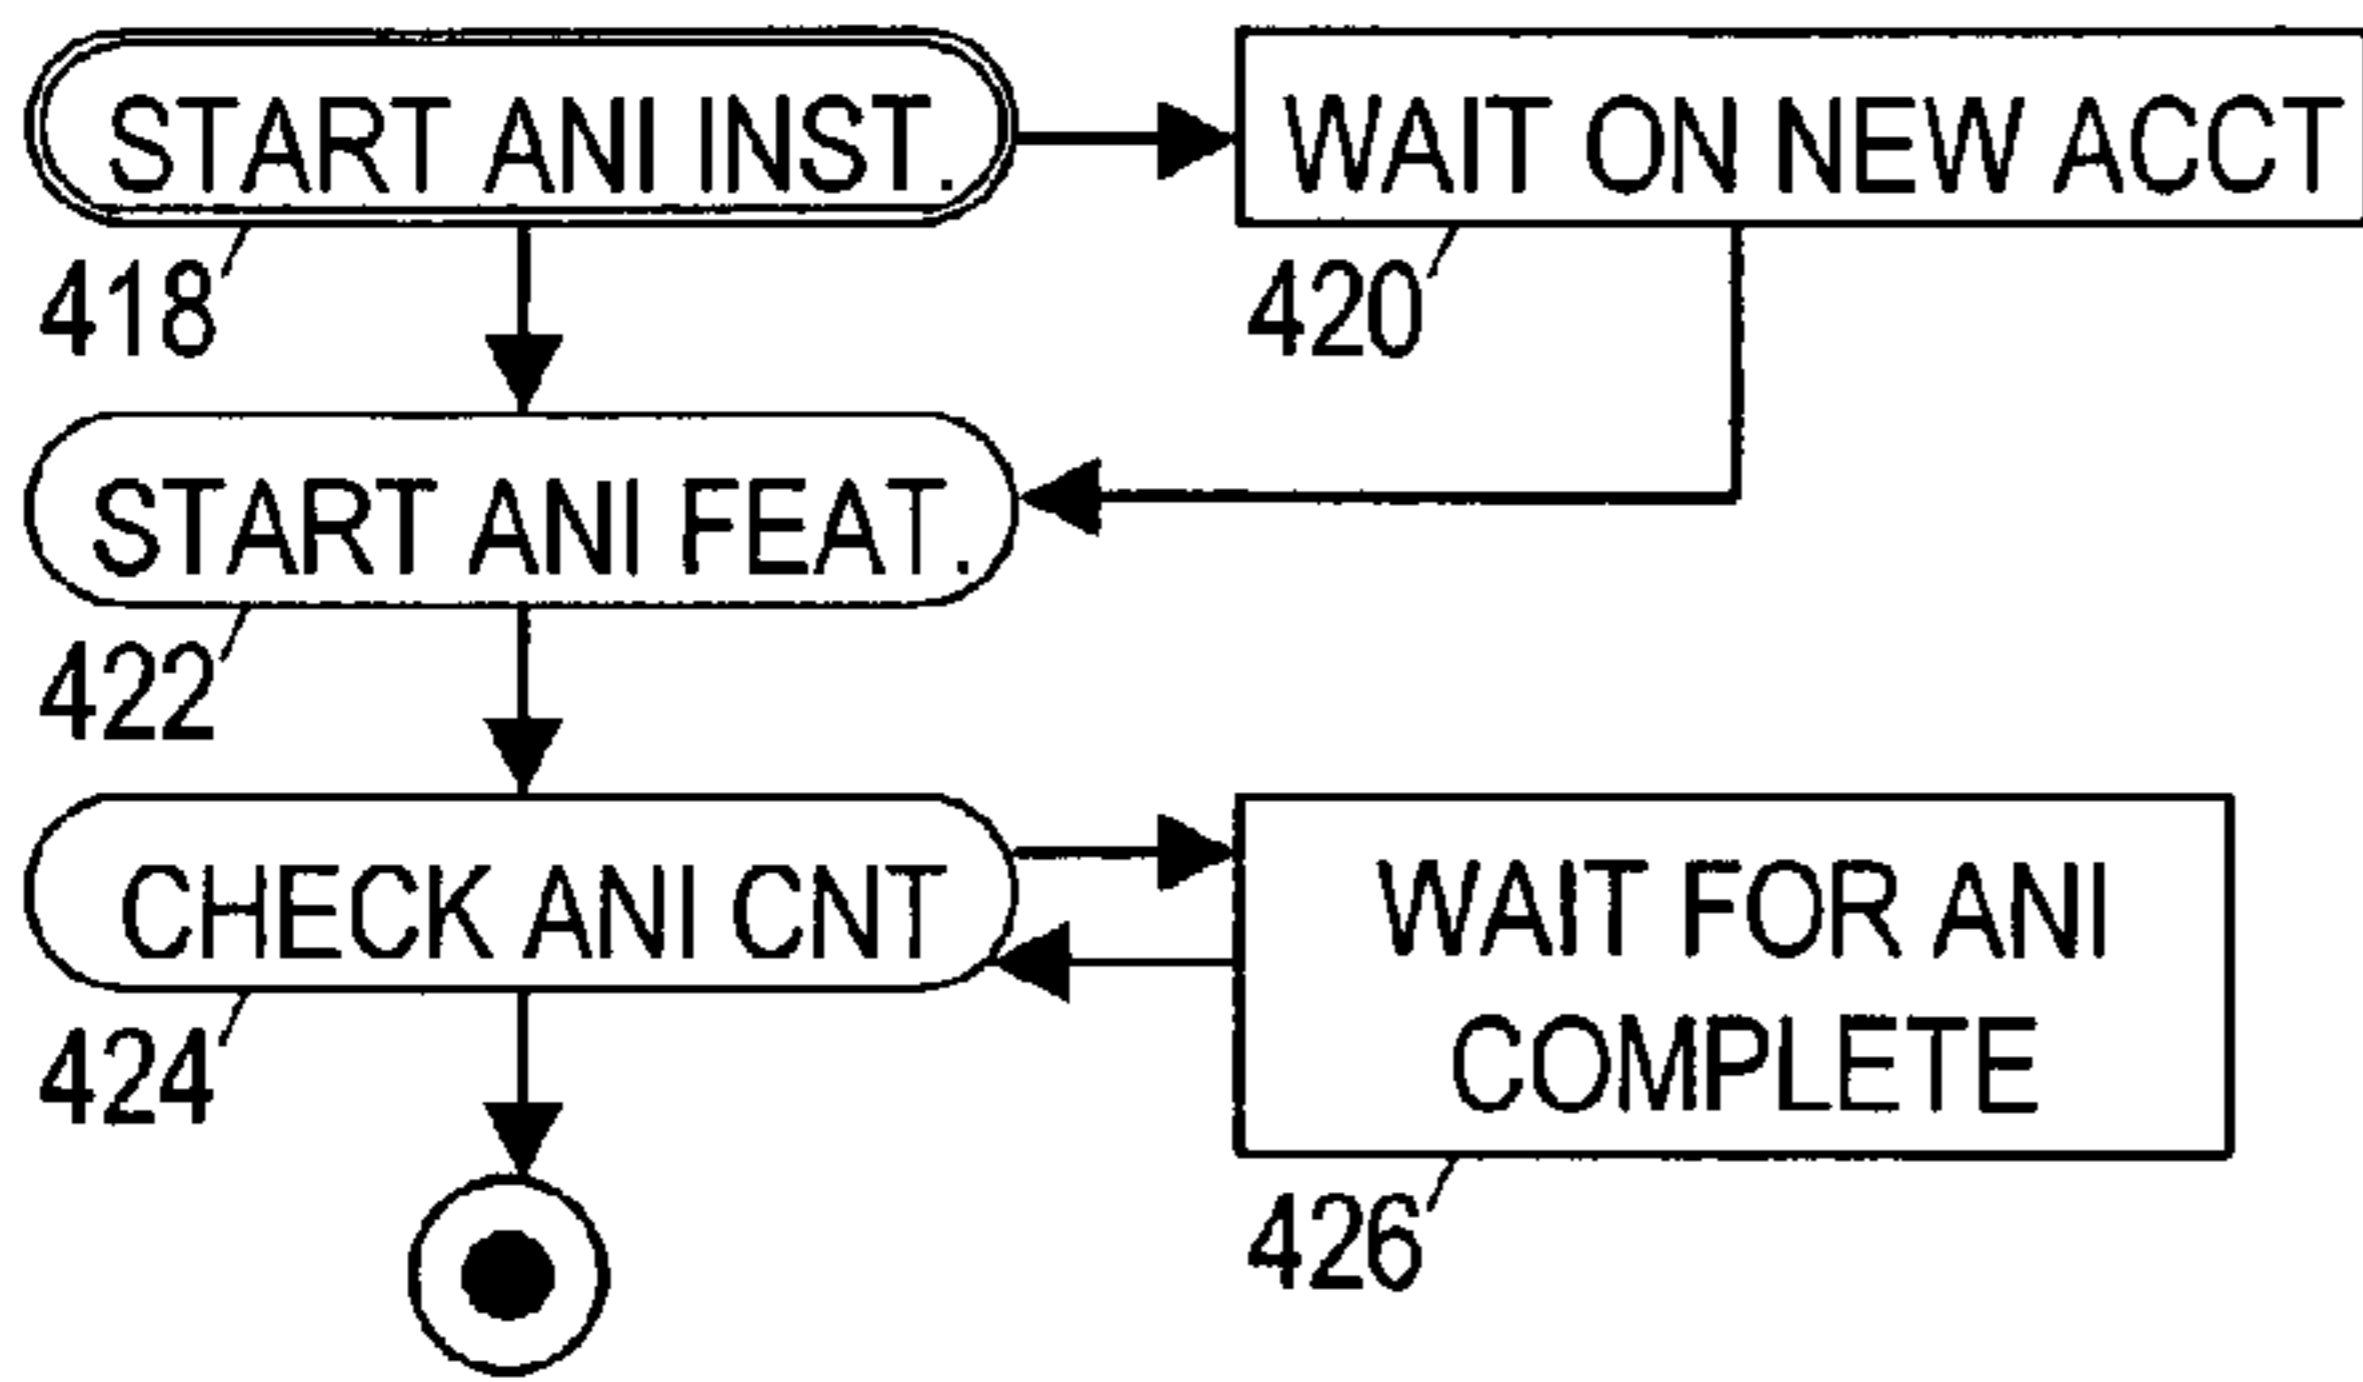 START ANI INST.
WAIT ON NEW ACCT
418
420
START ANI FEAT.
422
CHECK ANI CNT
WAIT FOR ANI
COMPLETE
424
426